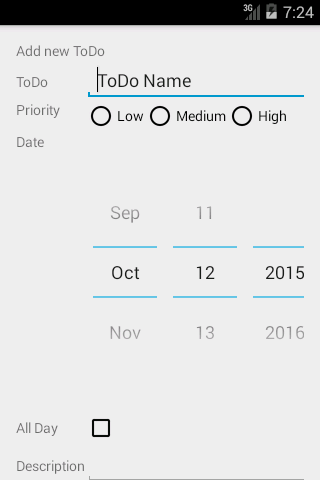 3G 7:24
Add new ToDo
ToDo ToDo Name
Priority Low Medium High
Date
Sep 11
Oct 12 2015
Nov 13 2016
All Day
Description